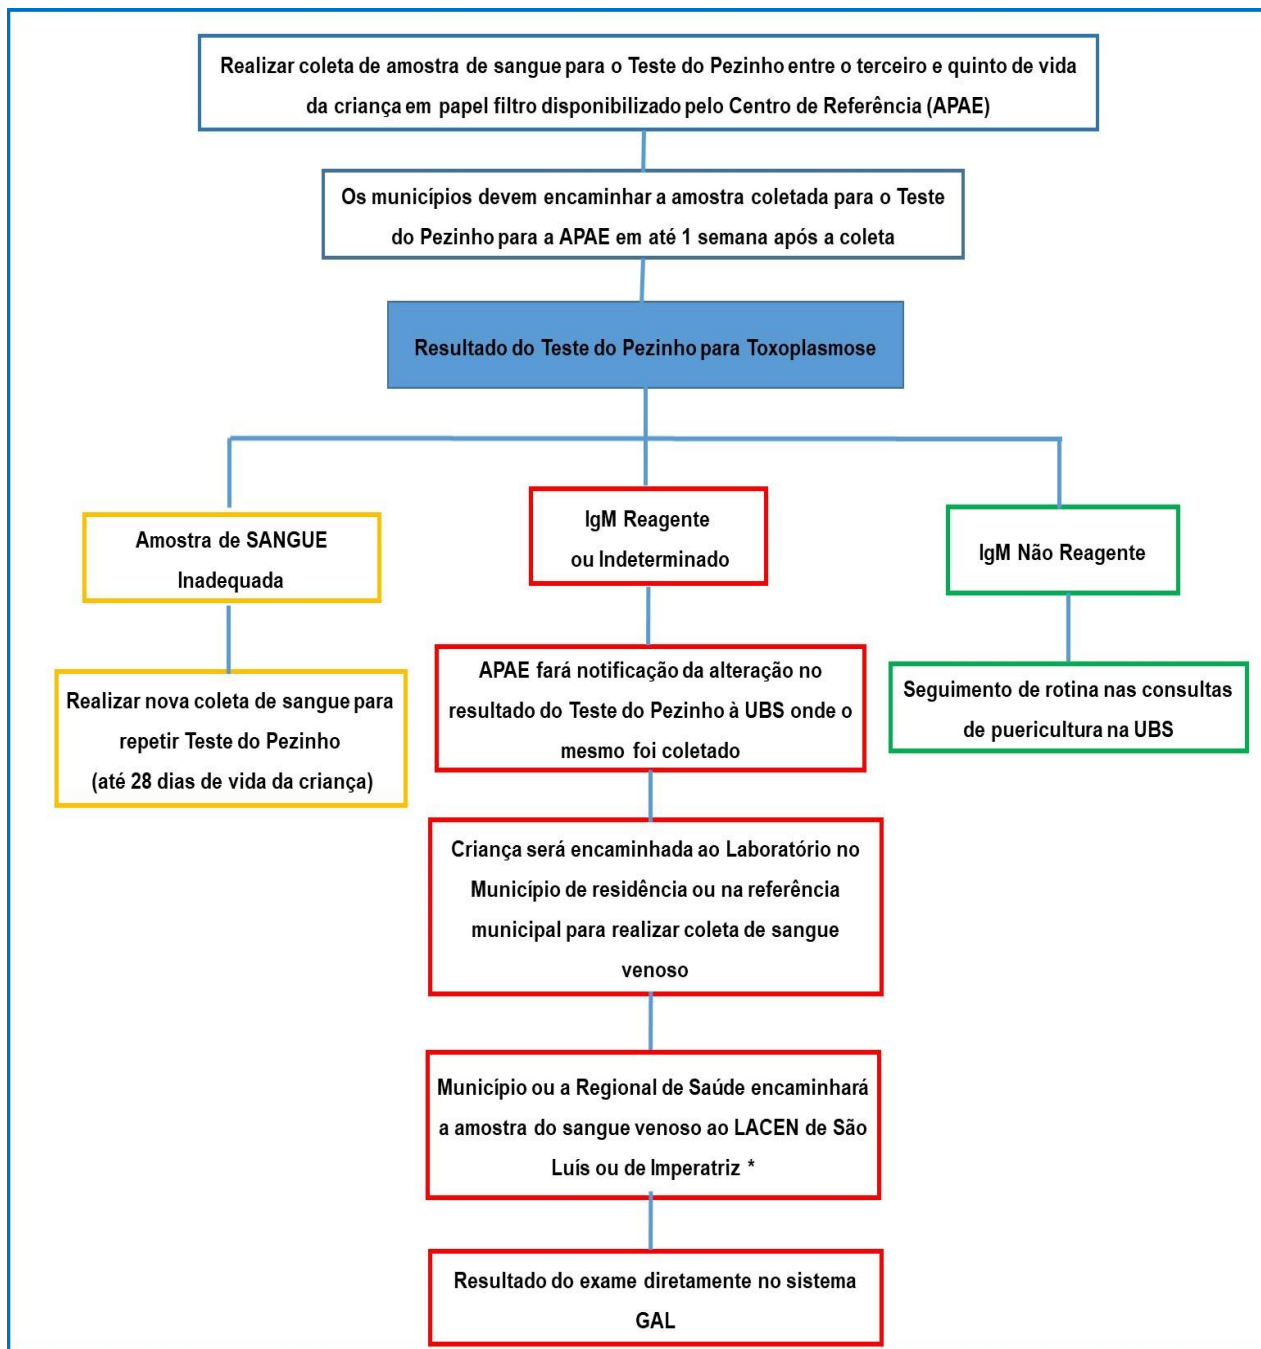 Realizar coleta de amostra de sangue para o Teste do Pezinho entre o terceiro e quinto de vida
da criança em papel filtro disponibilizado pelo Centro de Referência (APAE)
Os municípios devem encaminhar a amostra coletada para o Teste
do Pezinho para a APAE em até 1 semana após a coleta
Resultado do Teste do Pezinho para Toxoplasmose
Amostra de SANGUE
Inadequada
Realizar nova coleta de sangue para
repetir Teste do Pezinho
(até 28 dias de vida da criança)
IgM Reagente
ou Indeterminado
APAE fará notificação da alteração no
resultado do Teste do Pezinho à UBS onde o
mesmo foi coletado
Criança será encaminhada ao Laboratório no
Município de residência ou na referência
municipal para realizar coleta de sangue
venoso
Município ou a Regional de Saúde encaminhará
a amostra do sangue venoso ao LACEN de São
Luís ou de Imperatriz *
Resultado do exame diretamente no sistema
GAL
IgM Não Reagente
Seguimento de rotina nas consultas
de puericultura na UBS